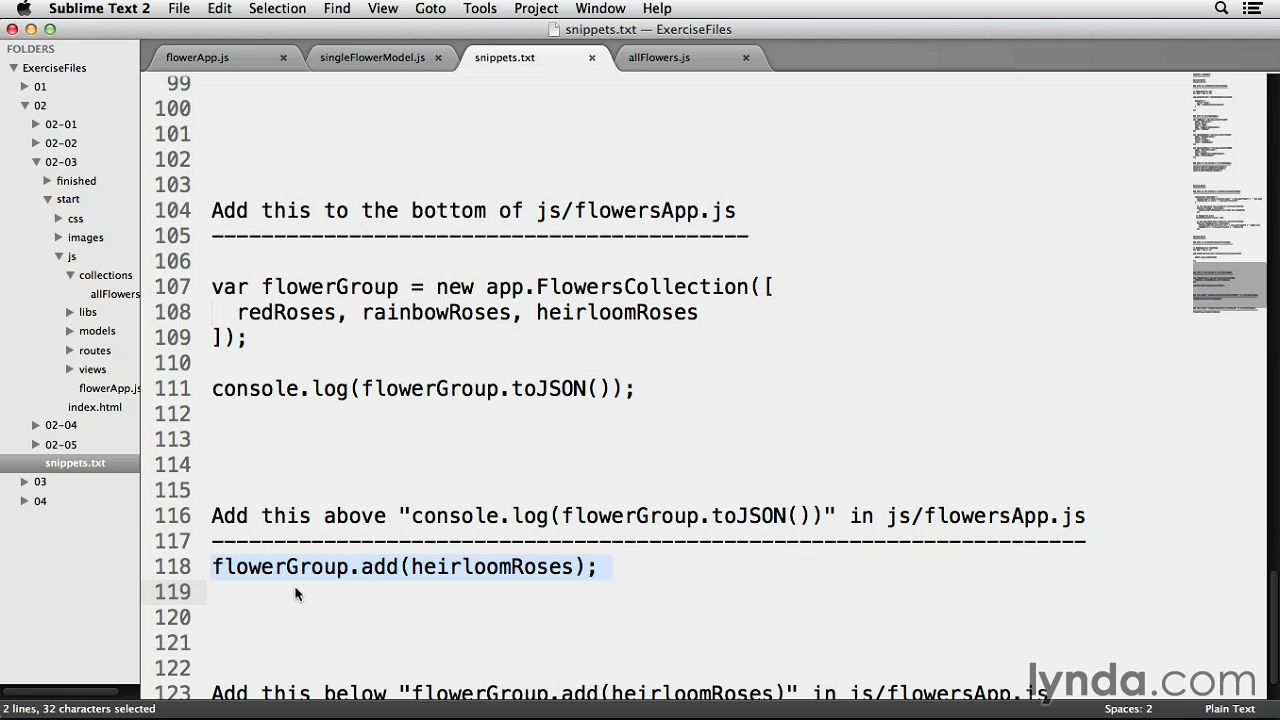 Sublime Text 2 File Edit Selection Find View Goto Tools Project Window Help
snippets.txt — ExerciseFiles
FOLDERS
ExerciseFiles
01
02
02-01
02-02
02-03
finished
start
css
images
js
collections
allFlowers
libs
models
routes
views
flowerApp.js
index.html
02-04
02-05
snippets.txt
03
04
flowerApp.js × singleFlowerModel.js × snippets.txt × allFlowers.js ×
99
100
101
102
103
104 Add this to the bottom of js/flowersApp.js
105 -------------------------------------------
106
107 var flowerGroup = new app.FlowersCollection([
108 redRoses, rainbowRoses, heirloomRoses
109 ]);
110
111 console.log(flowerGroup.toJSON());
112
113
114
115
116 Add this above "console.log(flowerGroup.toJSON())" in js/flowersApp.js
117 ----------------------------------------------------------------------
118 flowerGroup.add(heirloomRoses);
119
120
121
122
123 Add this below "flowerGroup.add(heirloomRoses)" in js/flowersApp.js
lynda.com
2 lines, 32 characters selected Spaces: 2 Plain Text